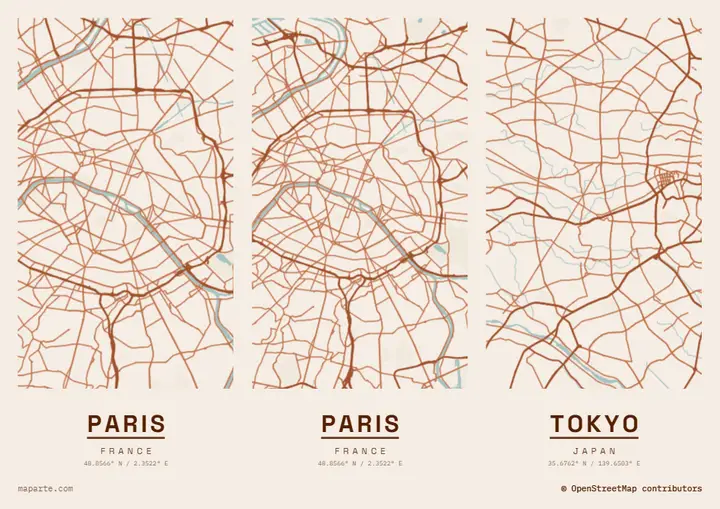 PARIS
FRANCE
48.8566° N / 2.3522° E
PARIS
FRANCE
48.8566° N / 2.3522° E
TOKYO
JAPAN
35.6762° N / 139.6503° E
maparte.com
© OpenStreetMap contributors